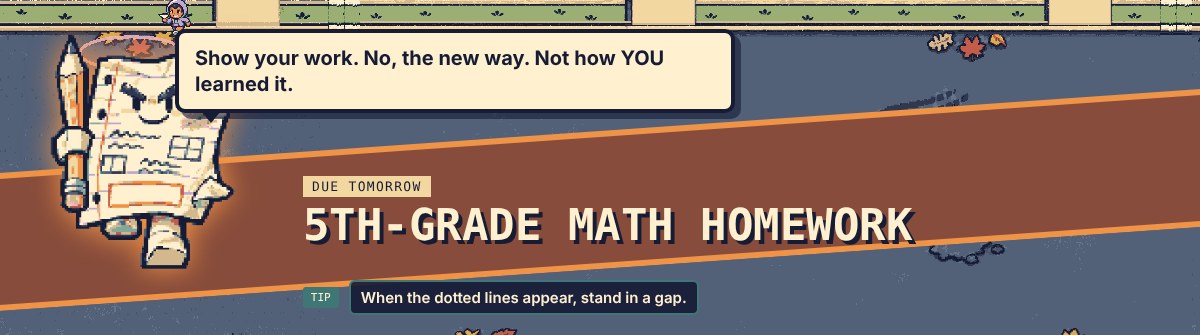 Show your work. No, the new way. Not how YOU
learned it.
DUE TOMORROW
5TH-GRADE MATH HOMEWORK
TIP When the dotted lines appear, stand in a gap.